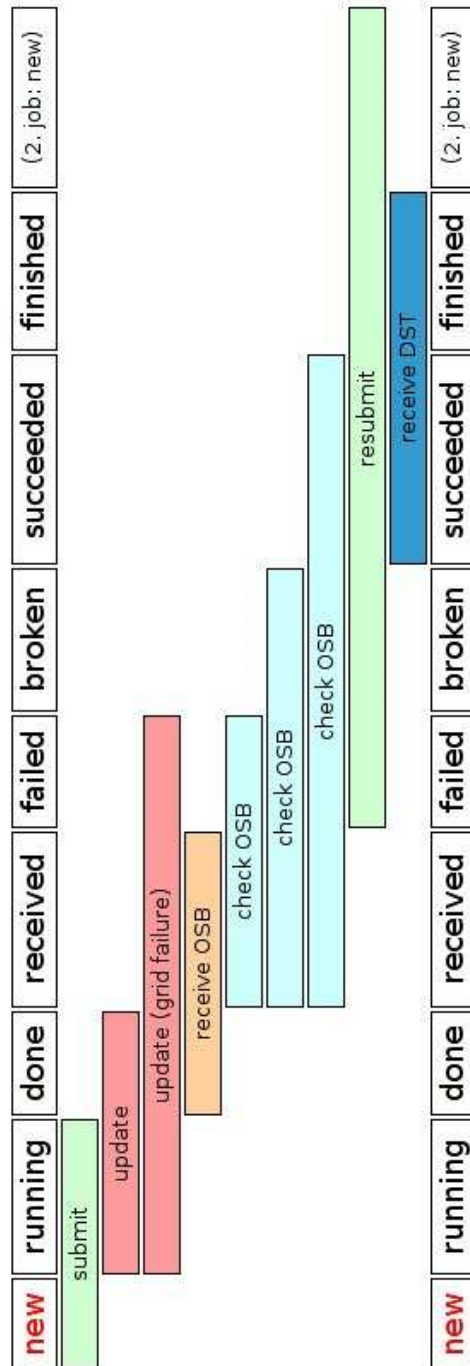 new running done received failed broken succeeded finished (2. job: new)
submit
update
update (grid failure)
receive OSB
check OSB
check OSB
check OSB
resubmit
receive DST
new running done received failed broken succeeded finished (2. job: new)